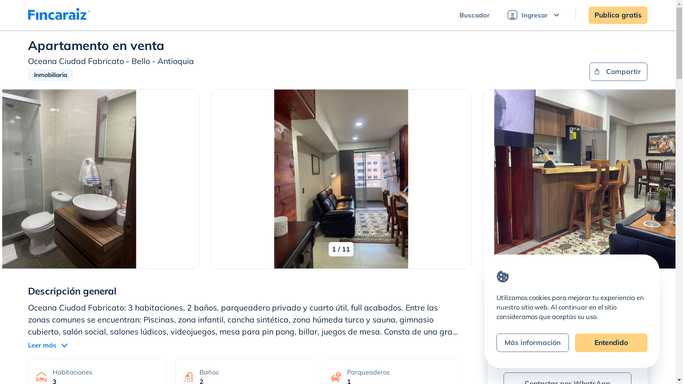 Fincaraiz
Buscador
Ingresar
Publica gratis
Apartamento en venta
Oceana Ciudad Fabricato - Bello - Antioquia
Inmobiliaria
Compartir
1 / 11
Descripción general
Oceana Ciudad Fabricato: 3 habitaciones, 2 baños, parqueadero privado y cuarto útil, full acabados. Entre las
zonas comunes se encuentran: Piscinas, zona infantil, cancha sintética, zona húmeda turco y sauna, gimnasio
cubierto, salón social, salones lúdicos, videojuegos, mesa para pin pong, billar, juegos de mesa. Consta de una gra...
Leer más
Habitaciones
3
Baños
2
Parqueaderos
1
Utilizamos cookies para mejorar tu experiencia en
nuestro sitio web. Al continuar en el sitio
consideramos que aceptas su uso.
Más información
Entendido
Contactar por WhatsApp